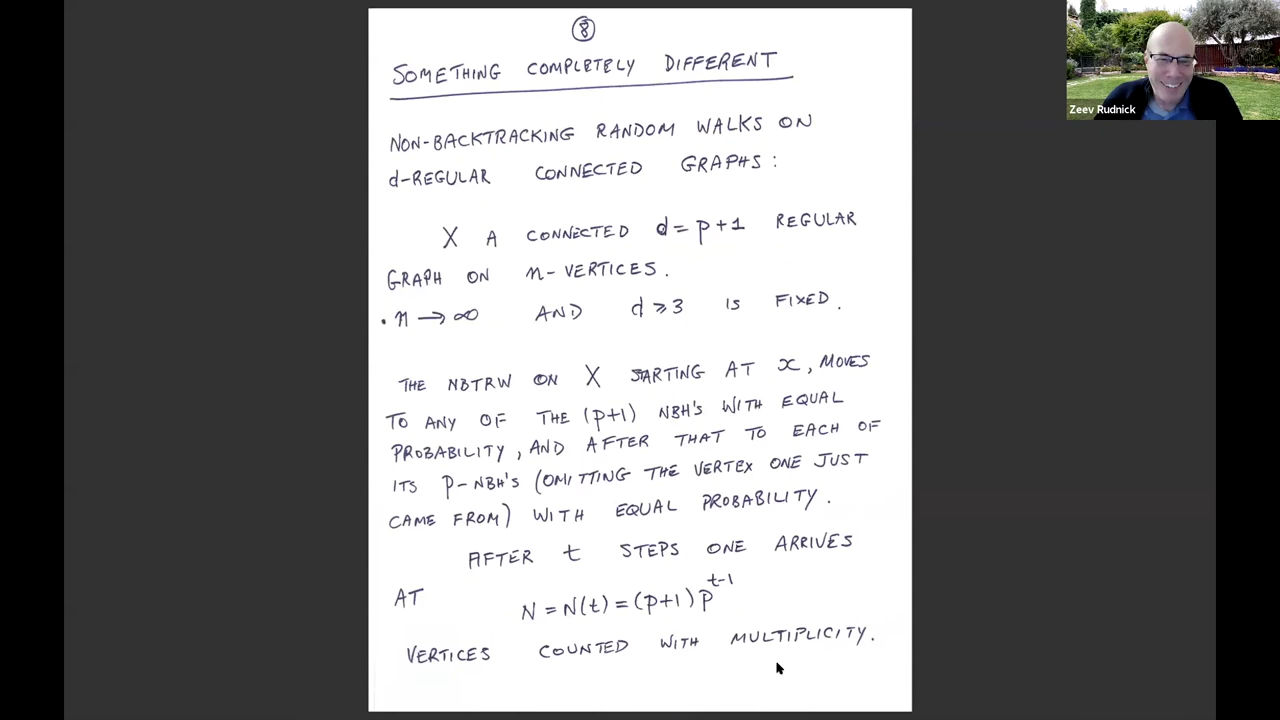 8
SOMETHING COMPLETELY DIFFERENT
NON-BACKTRACKING RANDOM WALKS ON
d-REGULAR CONNECTED GRAPHS:
X A CONNECTED d = p+1 REGULAR
GRAPH ON n-VERTICES.
• n → ∞ AND d ≥ 3 IS FIXED.
THE NBTRW ON X STARTING AT x, MOVES
TO ANY OF THE (p+1) NBH'S WITH EQUAL
PROBABILITY, AND AFTER THAT TO EACH OF
ITS p-NBH'S (OMITTING THE VERTEX ONE JUST
CAME FROM) WITH EQUAL PROBABILITY.
AFTER t STEPS ONE ARRIVES
AT N = N(t) = (p+1) p^{t-1}
VERTICES COUNTED WITH MULTIPLICITY.
Zeev Rudnick